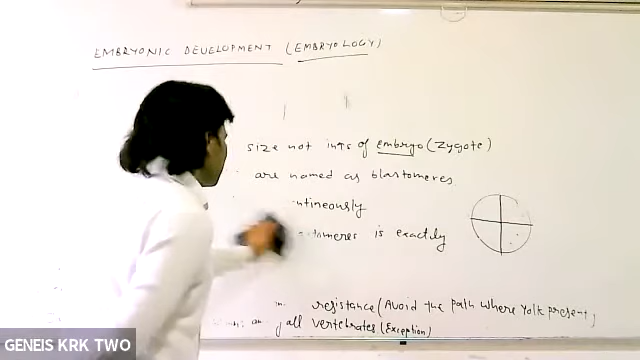 EMBRYONIC DEVELOPMENT (EMBRYOLOGY)
size not incs of embryo (Zygote)
are named as blastomeres.
ntineously
tomeres is exactly
resistance (Avoid the path where Yolk present,
all vertebrates (Exception)
GENEIS KRK TWO